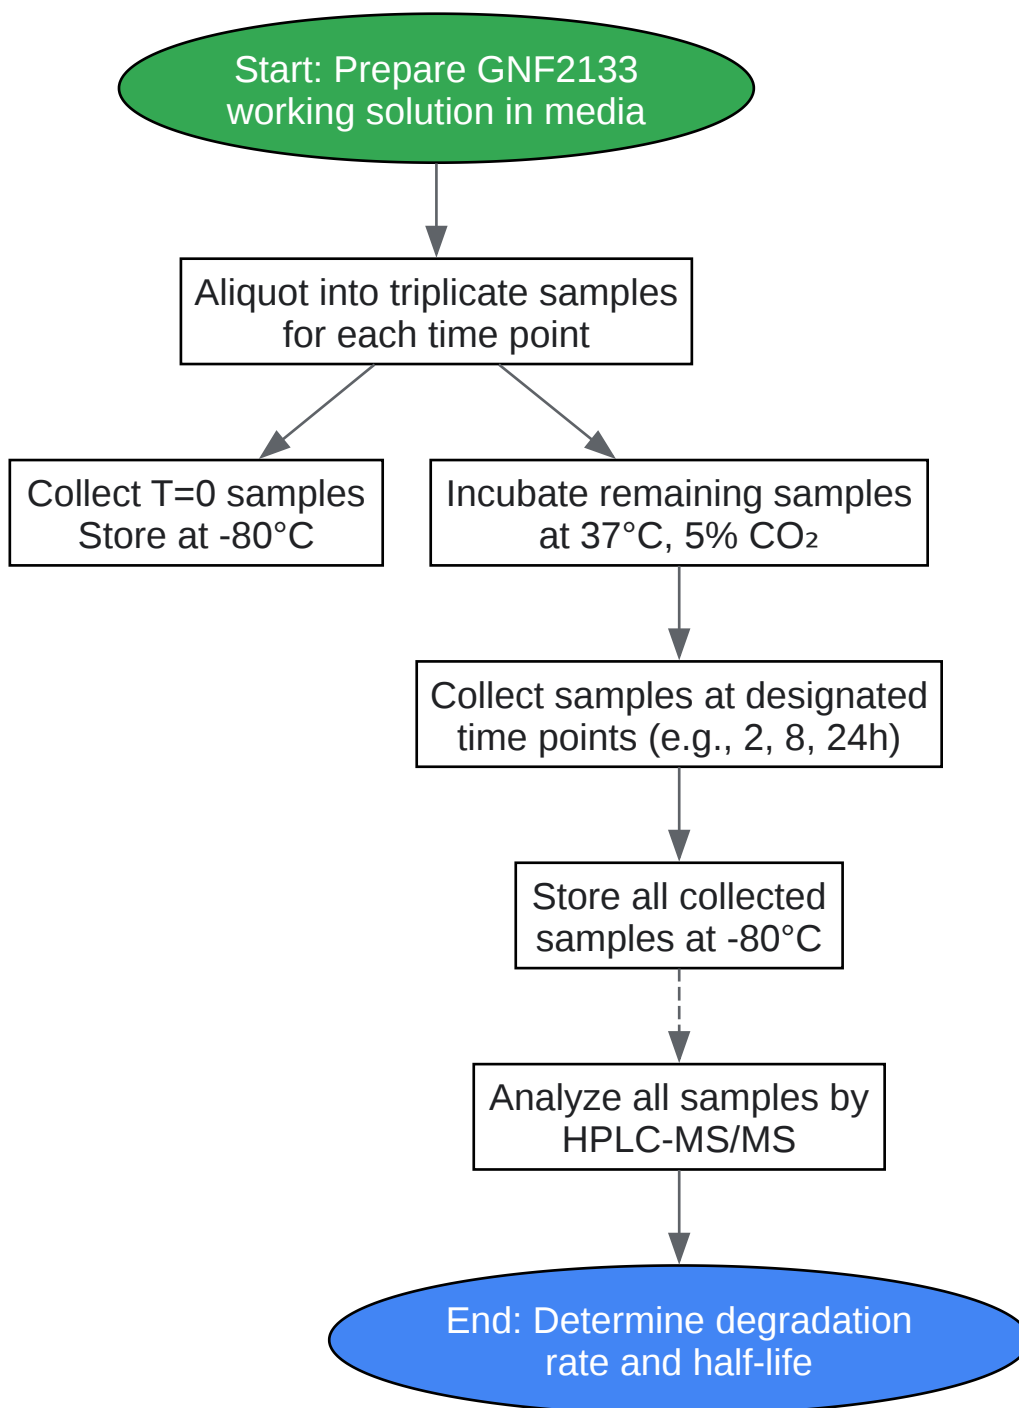 Start: Prepare GNF2133
working solution in media
Aliquot into triplicate samples
for each time point
Collect T=0 samples
Store at -80°C
Incubate remaining samples
at 37°C, 5% CO₂
Collect samples at designated
time points (e.g., 2, 8, 24h)
Store all collected
samples at -80°C
Analyze all samples by
HPLC-MS/MS
End: Determine degradation
rate and half-life